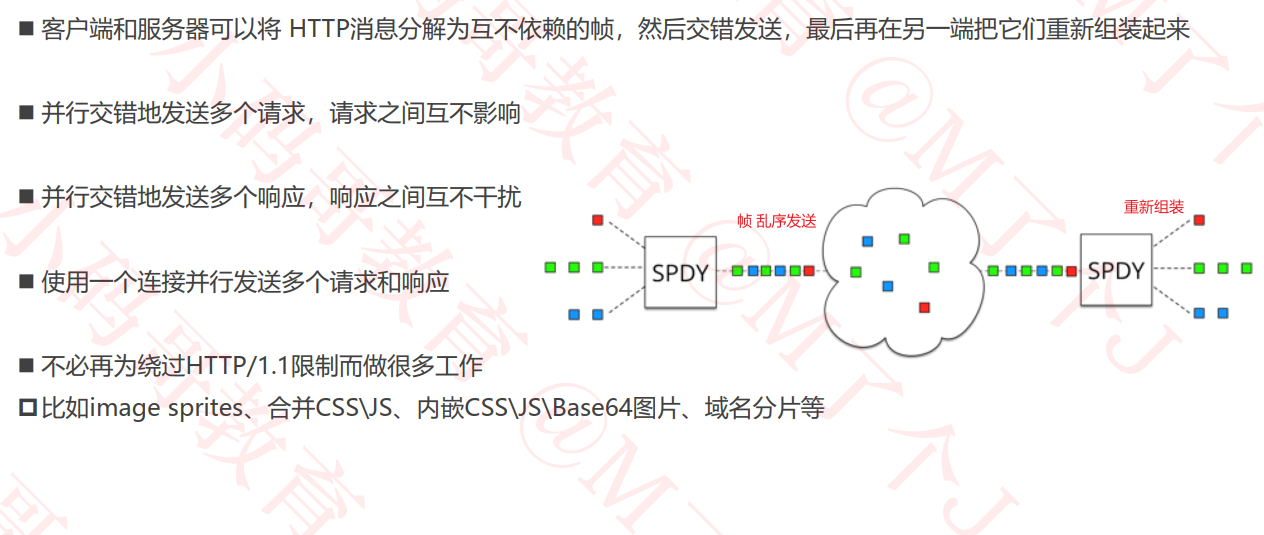 ■ 客户端和服务器可以将 HTTP消息分解为互不依赖的帧，然后交错发送，最后再在另一端把它们重新组装起来
■ 并行交错地发送多个请求，请求之间互不影响
■ 并行交错地发送多个响应，响应之间互不干扰
帧 乱序发送
重新组装
SPDY
SPDY
■ 使用一个连接并行发送多个请求和响应
■ 不必再为绕过HTTP/1.1限制而做很多工作
比如image sprites、合并CSS\JS、内嵌CSS\JS\Base64图片、域名分片等
小码哥教育
@M了个J